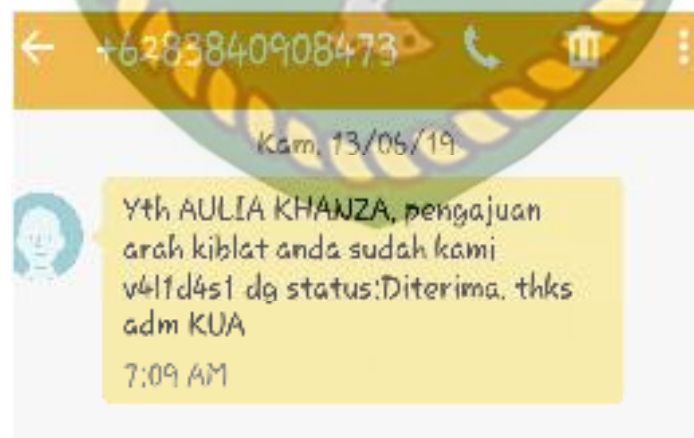 +6283840908473
Kam, 13/06/19
Yth AULIA KHANZA, pengajuan
arah kiblat anda sudah kami
v4l1d4s1 dg status:Diterima. thks
adm KUA
7:09 AM